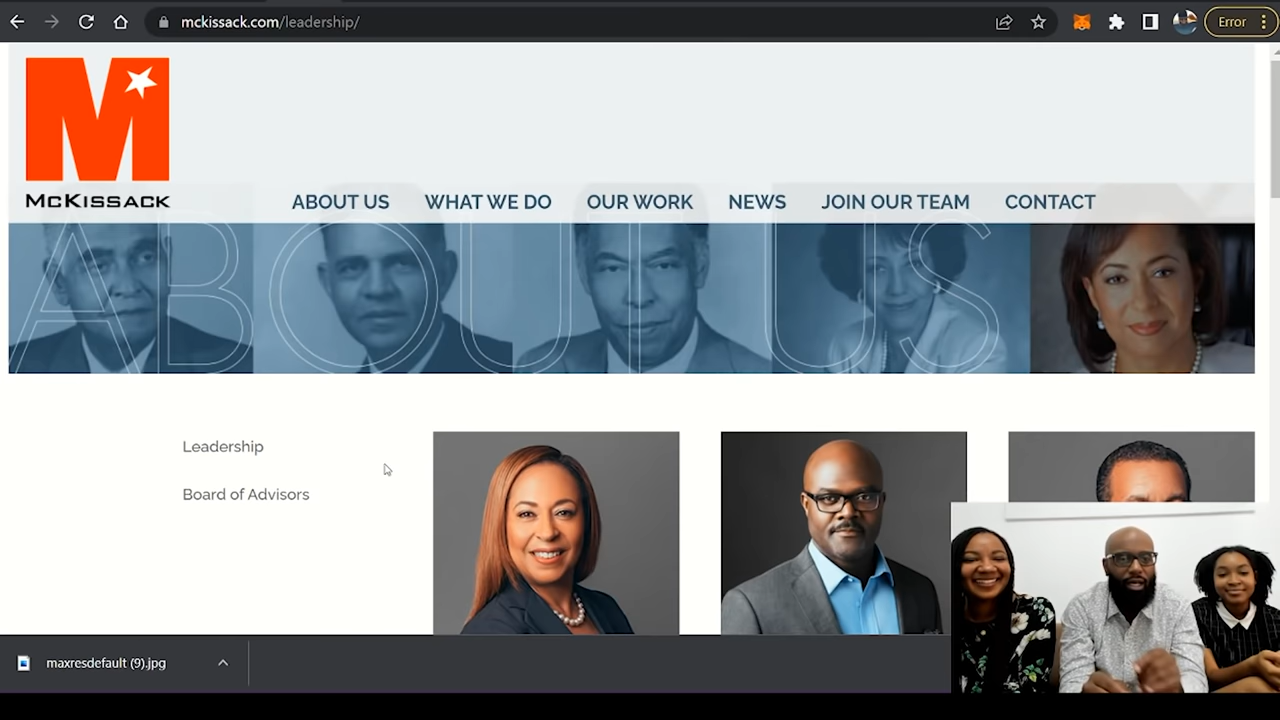 mckissack.com/leadership/
Error
M
McKissack
ABOUT US
WHAT WE DO
OUR WORK
NEWS
JOIN OUR TEAM
CONTACT
ABOUT US
Leadership
Board of Advisors
maxresdefault (9).jpg